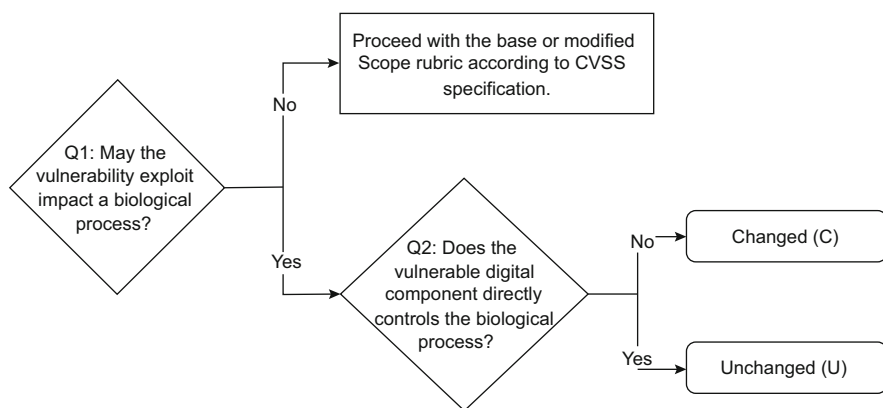 Proceed with the base or modified
Scope rubric according to CVSS
specification.
No
Q1: May the
vulnerability exploit
impact a biological
process?
Yes
Q2: Does the
vulnerable digital
component directly
controls the biological
process?
No
Changed (C)
Yes
Unchanged (U)